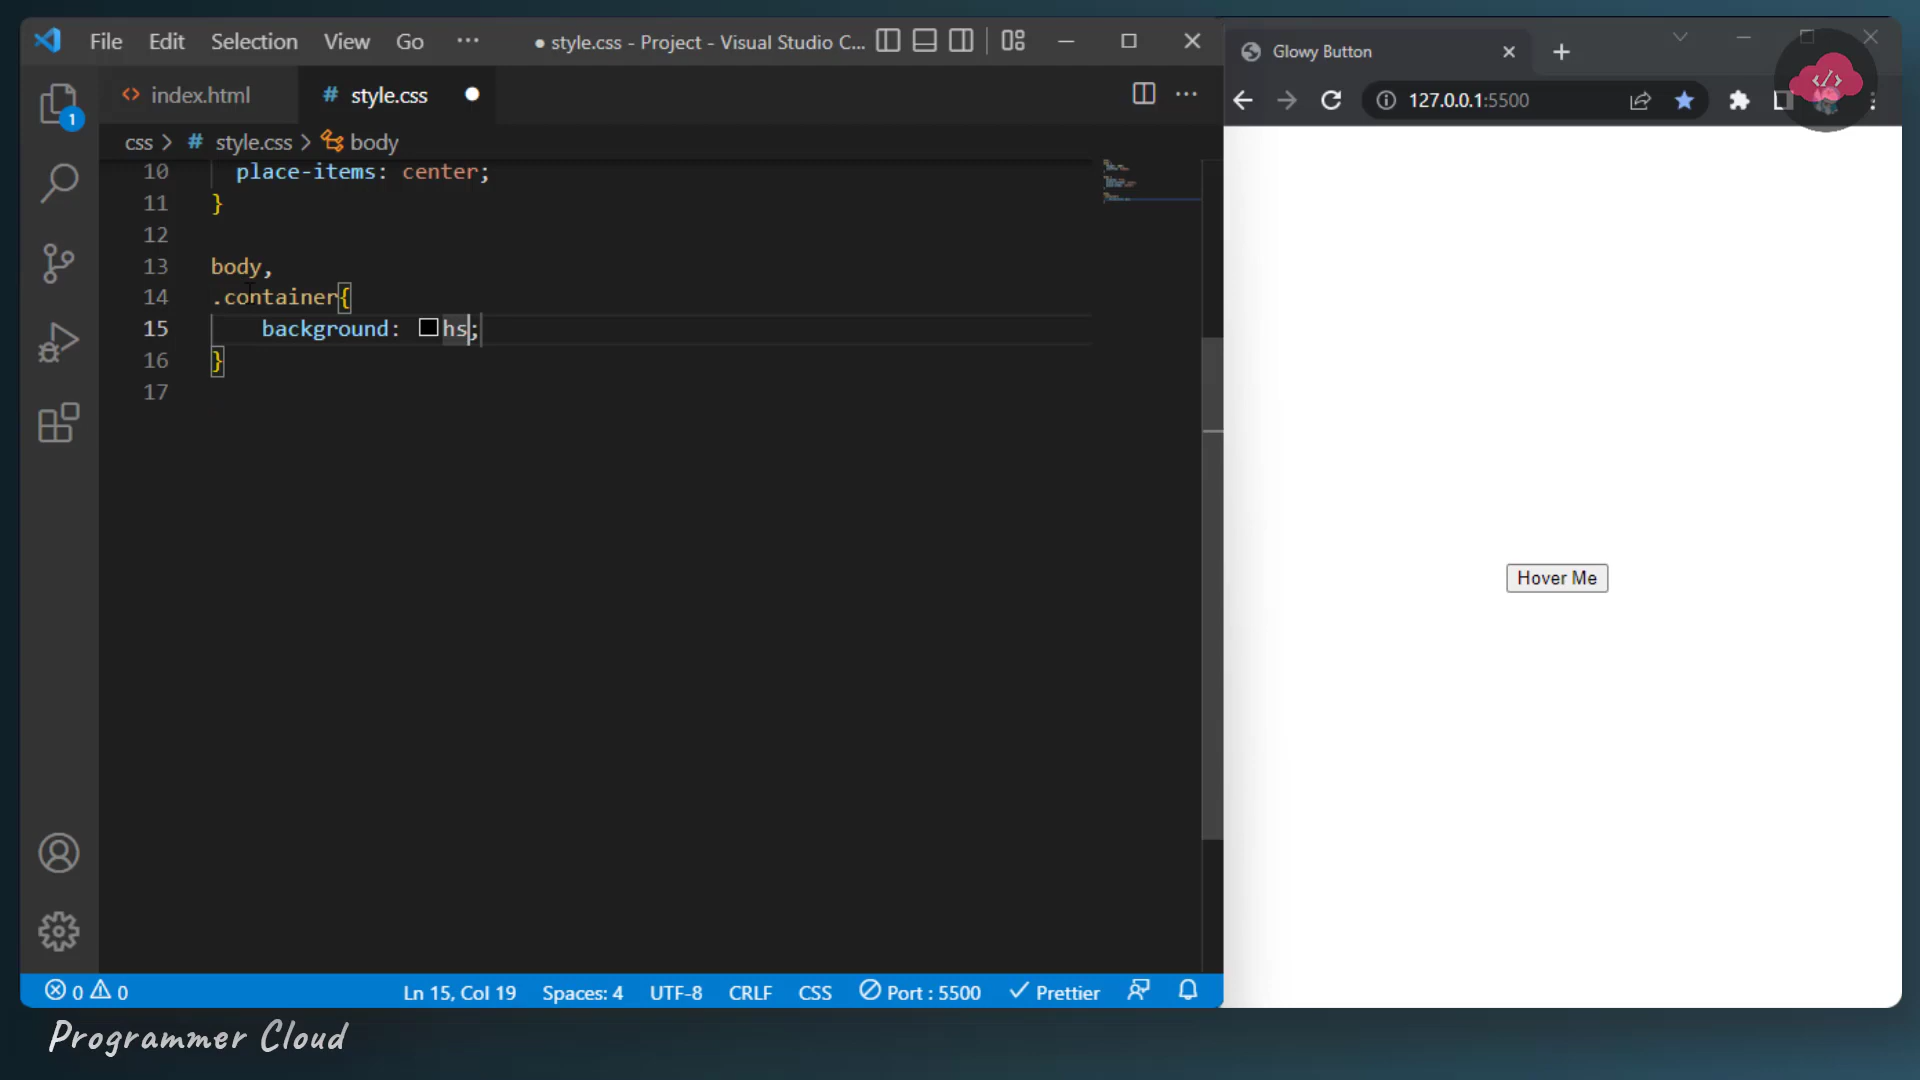 File Edit Selection View Go ··· ● style.css - Project - Visual Studio C...
Glowy Button
index.html
# style.css ●
127.0.0.1:5500
1
css > # style.css > body
10 place-items: center;
11 }
12
13 body,
14 .container{
15 background: hs;
16 }
17
Hover Me
0 0 Ln 15, Col 19 Spaces: 4 UTF-8 CRLF CSS Port : 5500 Prettier
Programmer Cloud